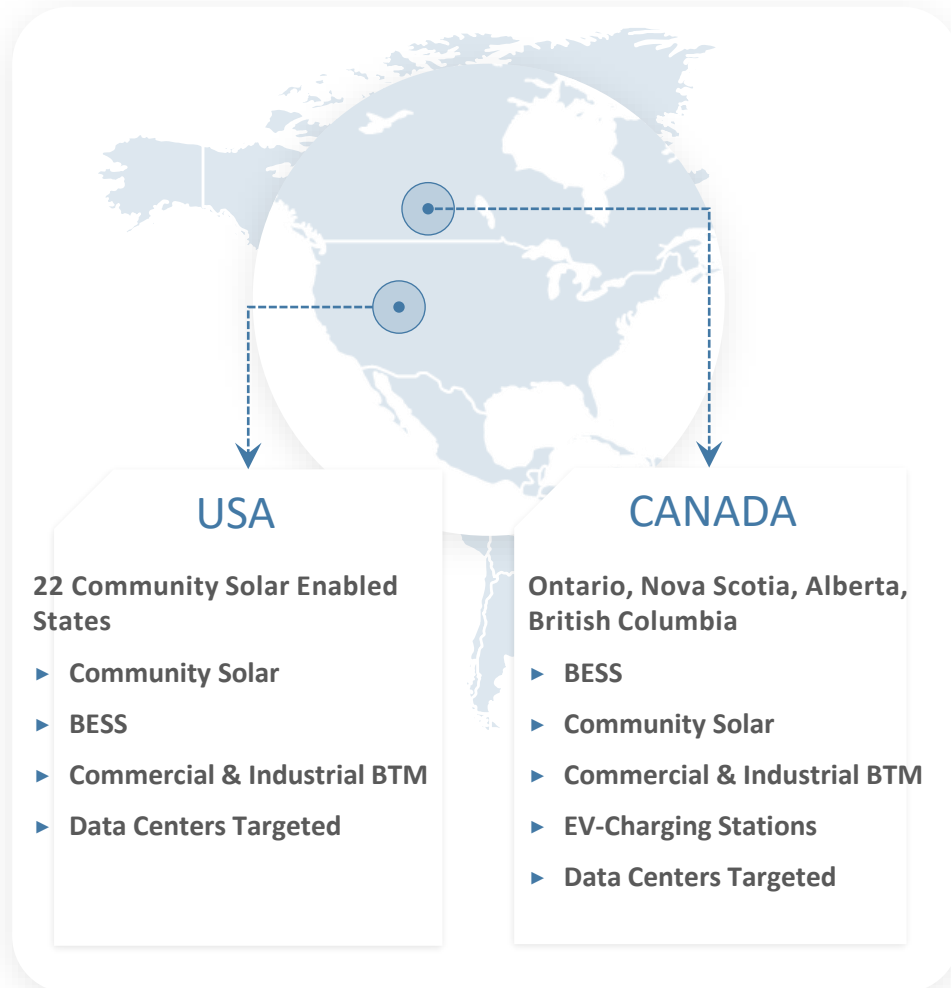 USA
22 Community Solar Enabled
States
► Community Solar
► BESS
► Commercial & Industrial BTM
► Data Centers Targeted
CANADA
Ontario, Nova Scotia, Alberta,
British Columbia
► BESS
► Community Solar
► Commercial & Industrial BTM
► EV-Charging Stations
► Data Centers Targeted